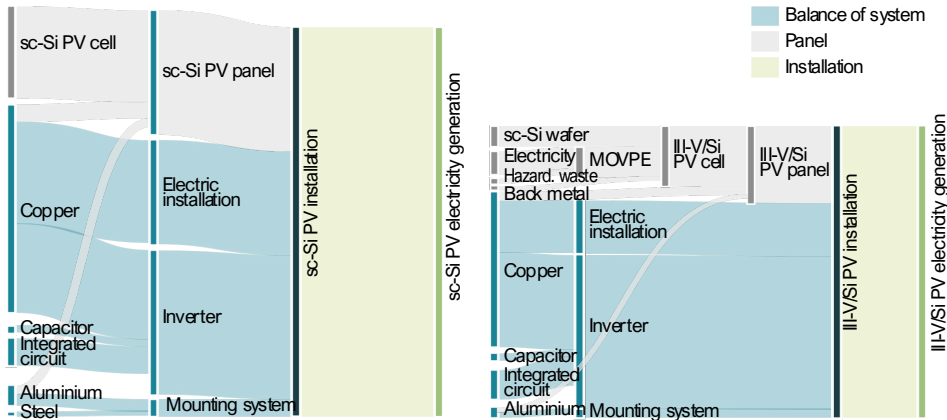 Balance of system
Panel
Installation
sc-Si PV cell
sc-Si PV panel
Copper
Electric
installation
Inverter
Capacitor
Integrated
circuit
Aluminium
Steel
Mounting system
sc-Si PV installation
sc-Si PV electricity generation
sc-Si wafer
Electricity
Hazard. waste
Back metal
MOVPE
III-V/Si
PV cell
III-V/Si
PV panel
Electric
installation
Copper
Inverter
Capacitor
Integrated
circuit
Aluminium
Mounting system
III-V/Si PV installation
III-V/Si PV electricity generation